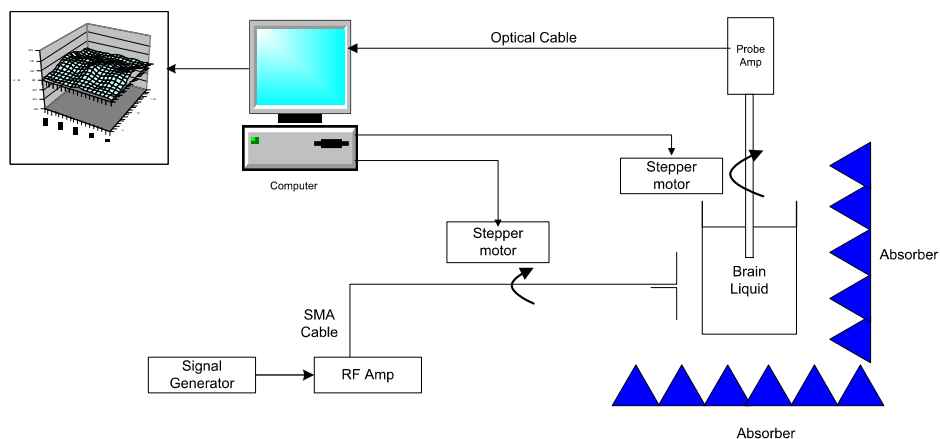 Optical Cable
Probe
Amp
Computer
Stepper
motor
Stepper
motor
Brain
Liquid
Absorber
SMA
Cable
Signal
Generator
RF Amp
Absorber